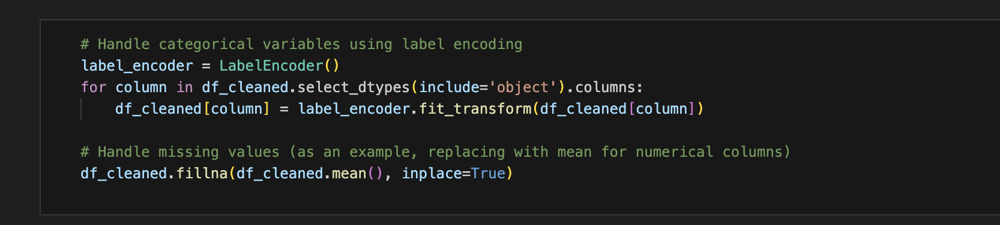 # Handle categorical variables using label encoding
label_encoder = LabelEncoder()
for column in df_cleaned.select_dtypes(include='object').columns:
    df_cleaned[column] = label_encoder.fit_transform(df_cleaned[column])
# Handle missing values (as an example, replacing with mean for numerical columns)
df_cleaned.fillna(df_cleaned.mean(), inplace=True)